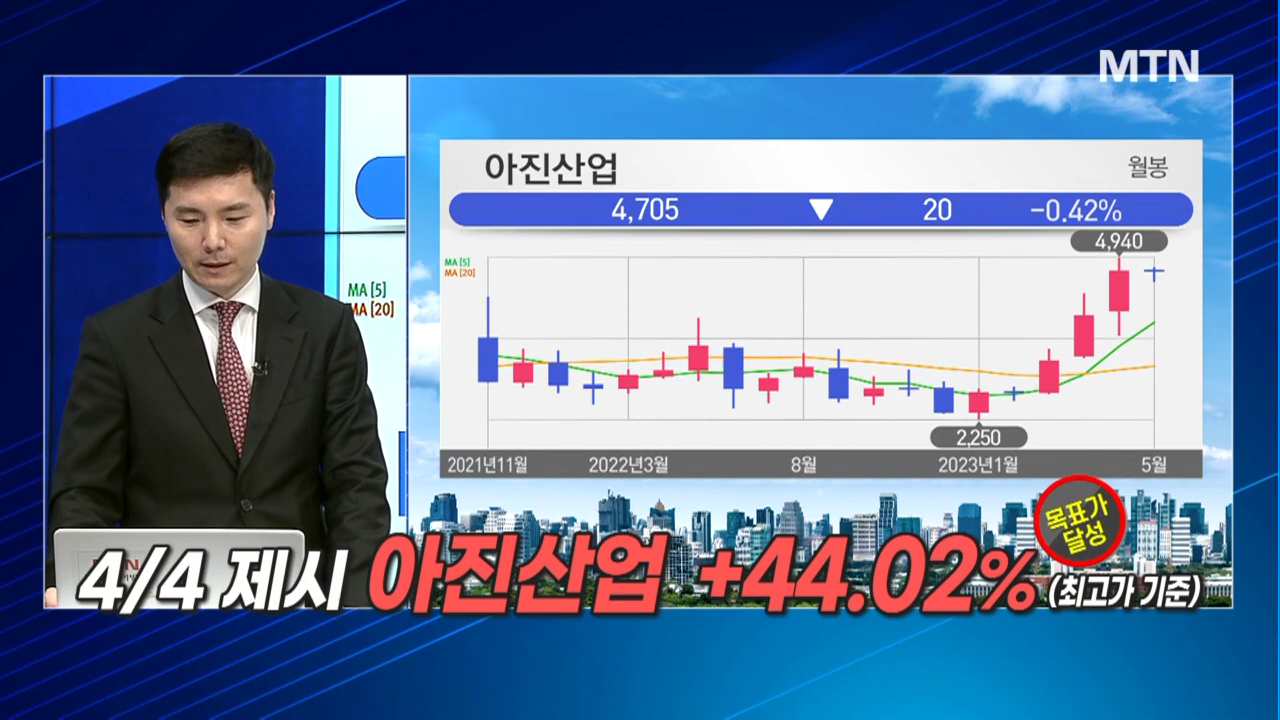 MTN
아진산업
월봉
4,705 ▼ 20 -0.42%
4,940
MA [5]
MA [20]
MA [5]
MA [20]
2,250
2021년11월 2022년3월 8월 2023년1월 5월
목표가
달성
4/4 제시 아진산업 +44.02% (최고가 기준)